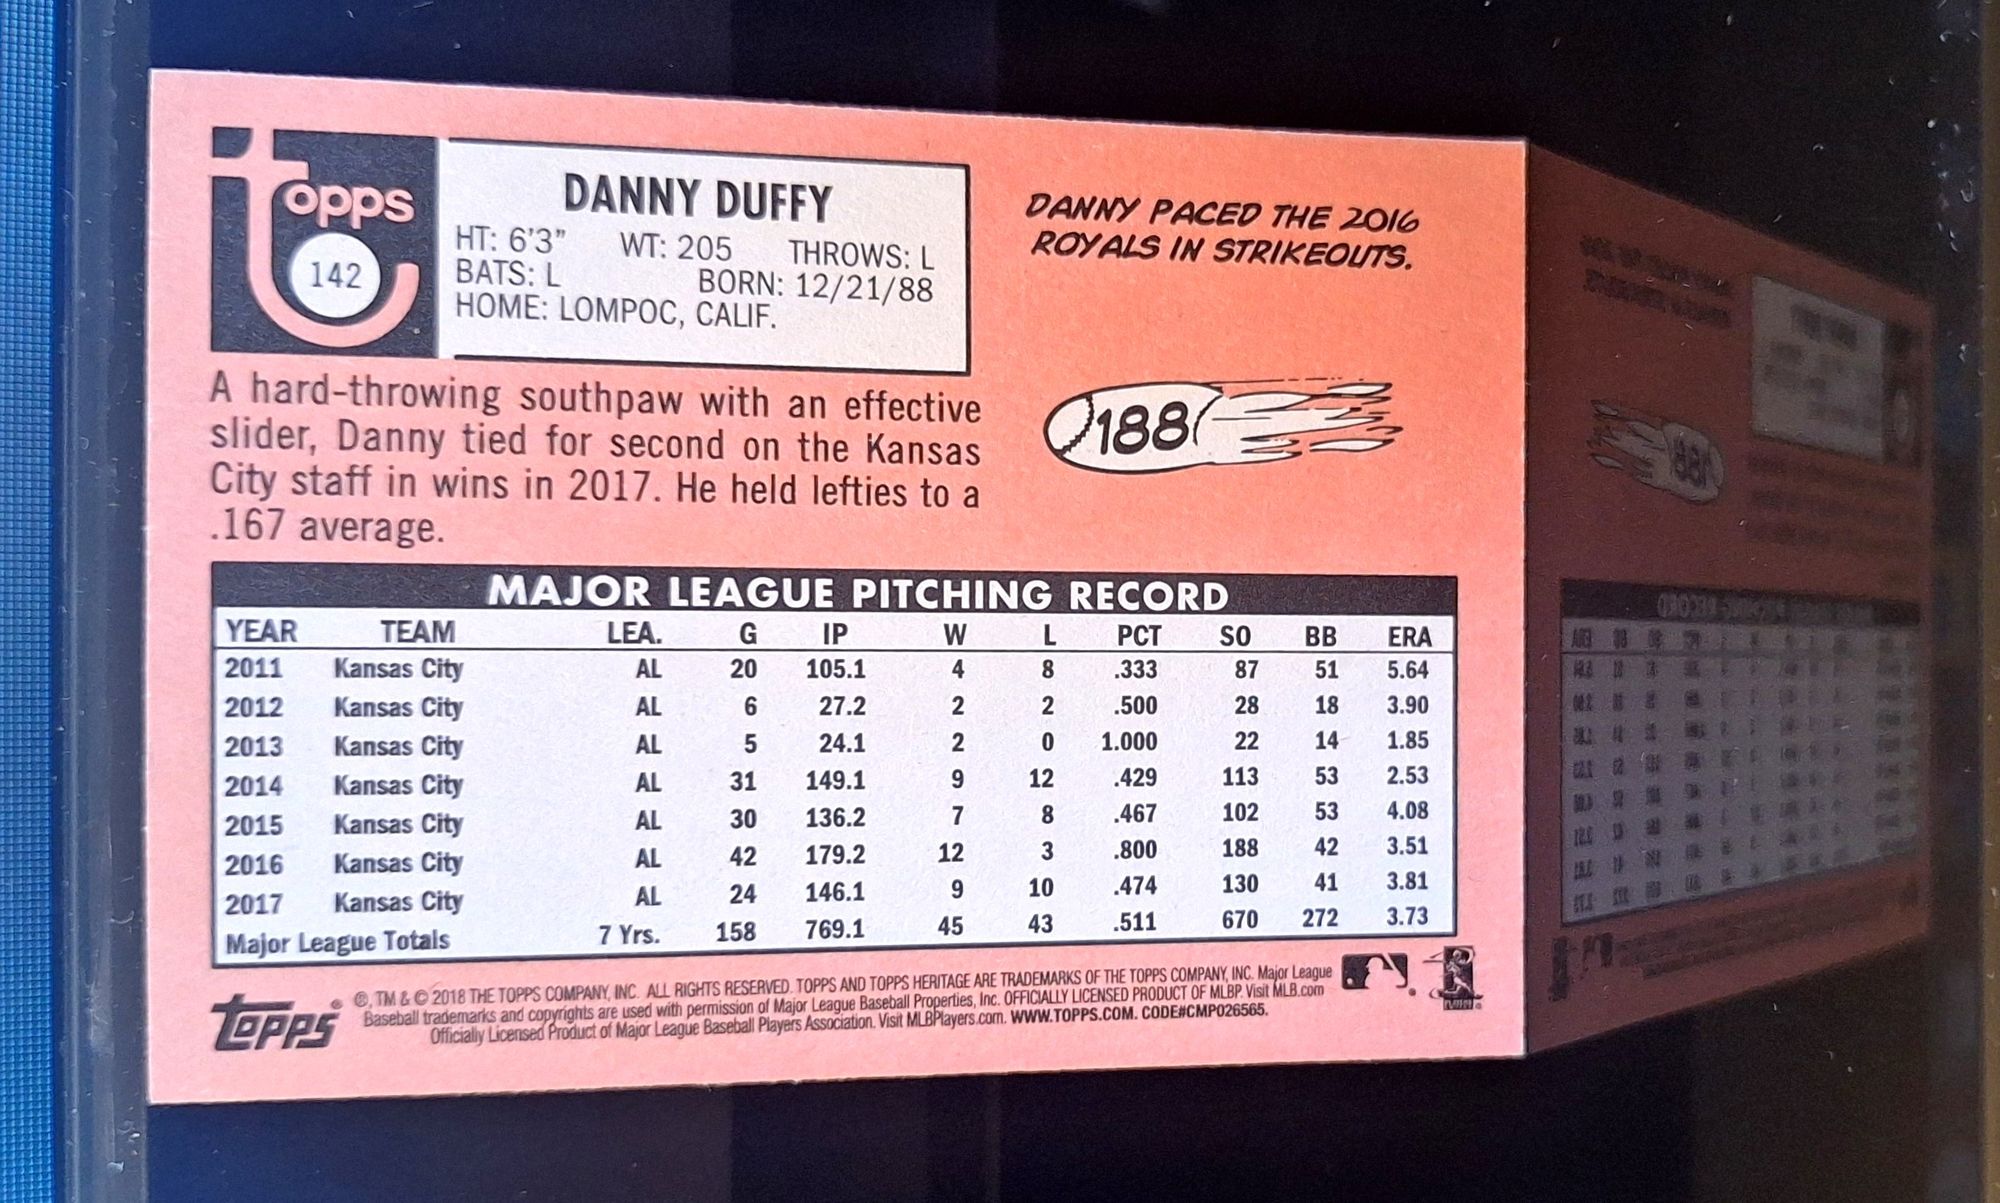 topps
142
DANNY DUFFY
HT: 6'3" WT: 205 THROWS: L
BATS: L BORN: 12/21/88
HOME: LOMPOC, CALIF.
DANNY PACED THE 2016
ROYALS IN STRIKEOUTS.
188
A hard-throwing southpaw with an effective
slider, Danny tied for second on the Kansas
City staff in wins in 2017. He held lefties to a
.167 average.
MAJOR LEAGUE PITCHING RECORD
YEAR TEAM LEA. G IP W L PCT SO BB ERA
2011 Kansas City AL 20 105.1 4 8 .333 87 51 5.64
2012 Kansas City AL 6 27.2 2 2 .500 28 18 3.90
2013 Kansas City AL 5 24.1 2 0 1.000 22 14 1.85
2014 Kansas City AL 31 149.1 9 12 .429 113 53 2.53
2015 Kansas City AL 30 136.2 7 8 .467 102 53 4.08
2016 Kansas City AL 42 179.2 12 3 .800 188 42 3.51
2017 Kansas City AL 24 146.1 9 10 .474 130 41 3.81
Major League Totals 7 Yrs. 158 769.1 45 43 .511 670 272 3.73
TOPPS ®, TM & © 2018 THE TOPPS COMPANY, INC. ALL RIGHTS RESERVED. TOPPS AND TOPPS HERITAGE ARE TRADEMARKS OF THE TOPPS COMPANY, INC. Major League
Baseball trademarks and copyrights are used with permission of Major League Baseball Properties, Inc. OFFICIALLY LICENSED PRODUCT OF MLBP. Visit MLB.com
Officially Licensed Product of Major League Baseball Players Association. Visit MLBPlayers.com. WWW.TOPPS.COM. CODE#CMP026565.